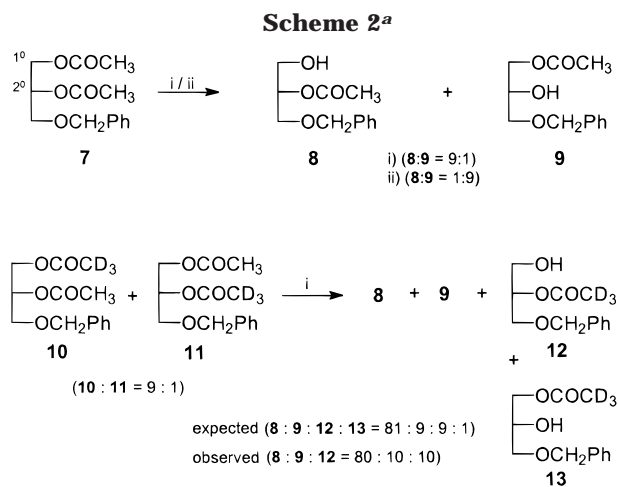 Scheme 2ᵃ
1⁰ OCOCH₃ OH OCOCH₃
2⁰ OCOCH₃ i / ii OCOCH₃ + OH
OCH₂Ph OCH₂Ph OCH₂Ph
7 8 9
i) (8:9 = 9:1)
ii) (8:9 = 1:9)
OCOCD₃ OCOCH₃ OH
OCOCH₃ + OCOCD₃ i 8 + 9 + OCOCD₃
OCH₂Ph OCH₂Ph OCH₂Ph
10 11 12
(10 : 11 = 9 : 1) +
OCOCD₃
expected (8 : 9 : 12 : 13 = 81 : 9 : 9 : 1) OH
observed (8 : 9 : 12 = 80 : 10 : 10) OCH₂Ph
13